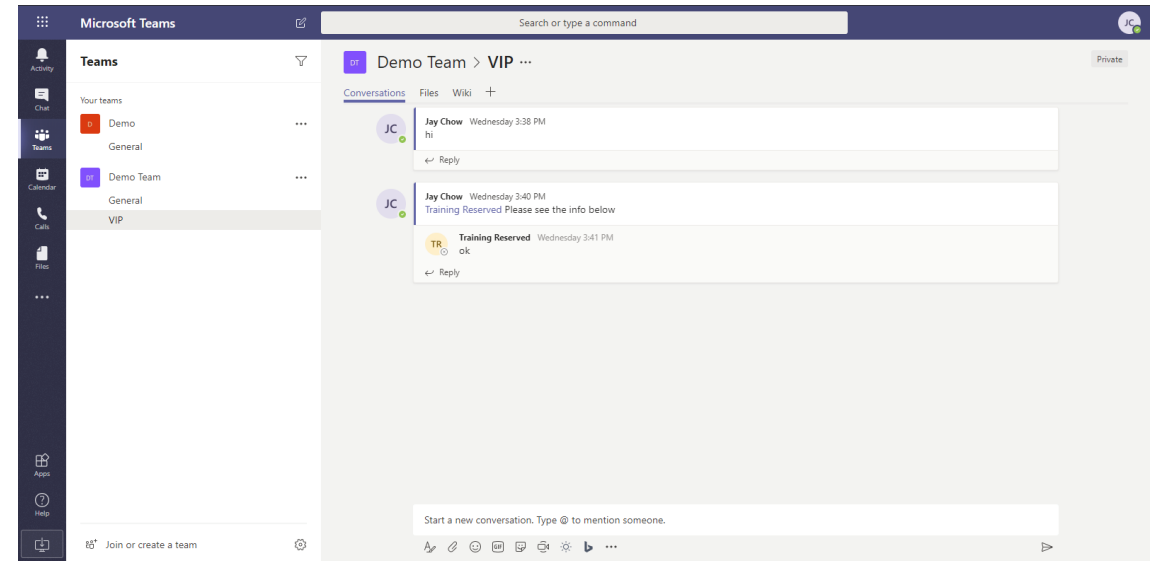 Microsoft Teams
Search or type a command
JC
Activity
Chat
Teams
Calendar
Calls
Files
Apps
Help
Teams
Your teams
D Demo
General
DT Demo Team
General
VIP
Join or create a team
DT Demo Team > VIP ...
Private
Conversations Files Wiki +
JC
Jay Chow Wednesday 3:38 PM
hi
Reply
JC
Jay Chow Wednesday 3:40 PM
Training Reserved Please see the info below
TR
Training Reserved Wednesday 3:41 PM
ok
Reply
Start a new conversation. Type @ to mention someone.
GIF